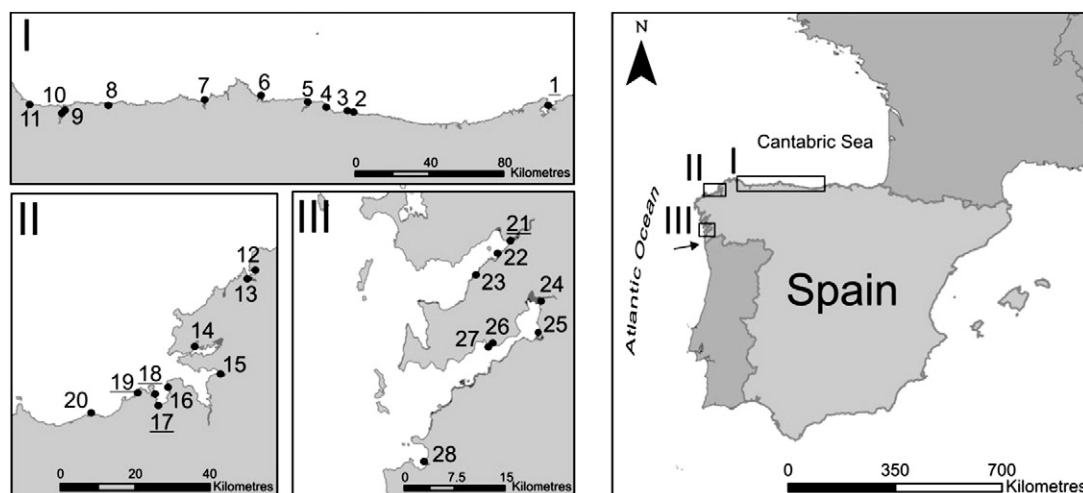 I
1
2
3
4
5
6
7
8
9
10
11
0 40 80
Kilometres
II
12
13
14
15
16
17
18
19
20
0 20 40
Kilometres
III
21
22
23
24
25
26
27
28
0 7.5 15
Kilometres
N
Cantabric Sea
I
II
III
Atlantic Ocean
Spain
0 350 700
Kilometres